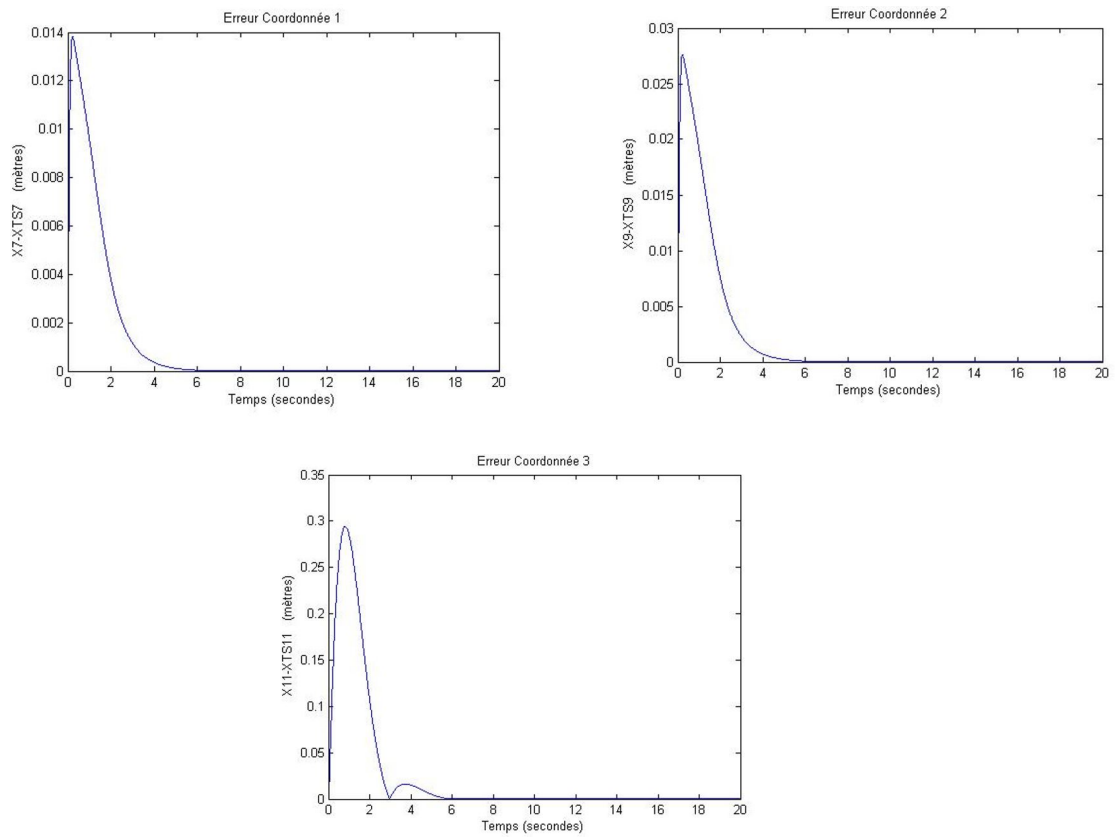 Erreur Coordonnée 1
0.014
0.012
0.01
0.008
0.006
0.004
0.002
0
X7-XTS7 (mètres)
0 2 4 6 8 10 12 14 16 18 20
Temps (secondes)
Erreur Coordonnée 2
0.03
0.025
0.02
0.015
0.01
0.005
0
X9-XTS9 (mètres)
0 2 4 6 8 10 12 14 16 18 20
Temps (secondes)
Erreur Coordonnée 3
0.35
0.3
0.25
0.2
0.15
0.1
0.05
0
X11-XTS11 (mètres)
0 2 4 6 8 10 12 14 16 18 20
Temps (secondes)